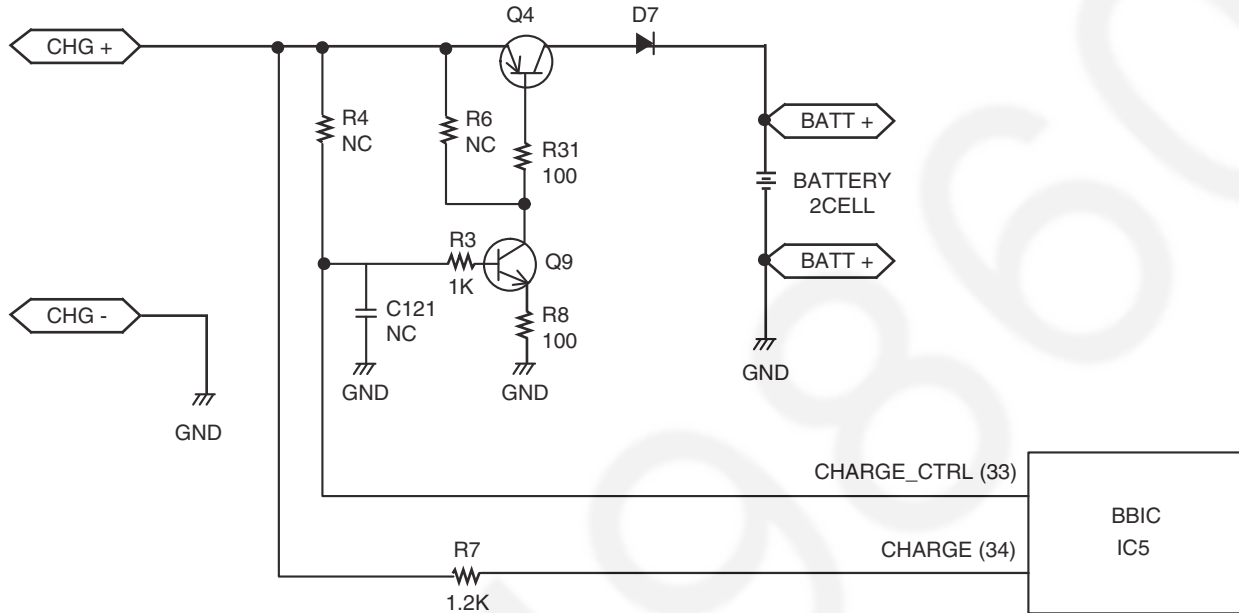 Q4
D7
CHG +
R4
NC
R6
NC
R31
100
BATT +
BATTERY
2CELL
R3
1K
Q9
BATT +
CHG -
C121
NC
R8
100
GND
GND
GND
GND
CHARGE_CTRL (33)
BBIC
IC5
CHARGE (34)
R7
1.2K